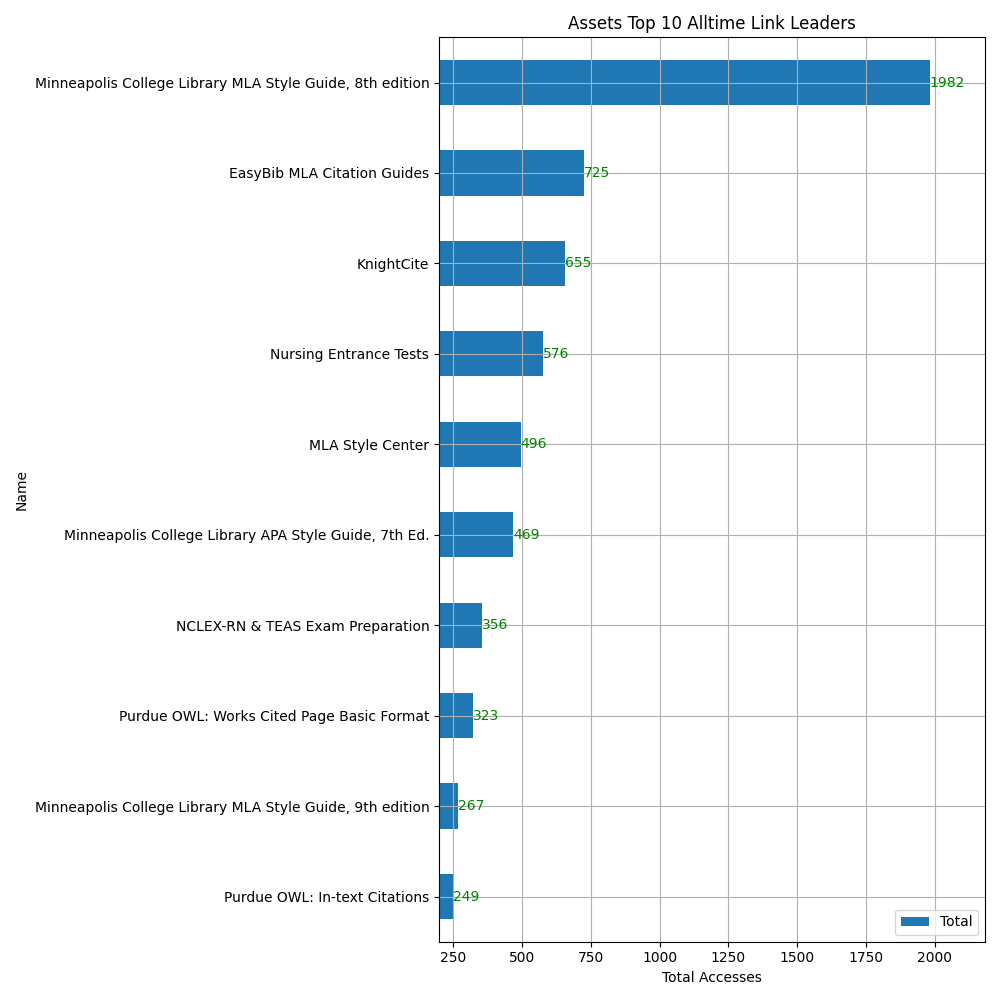 Assets Top 10 Alltime Link Leaders
Minneapolis College Library MLA Style Guide, 8th edition
1982
EasyBib MLA Citation Guides
725
KnightCite
655
Nursing Entrance Tests
576
MLA Style Center
496
Minneapolis College Library APA Style Guide, 7th Ed.
469
NCLEX-RN & TEAS Exam Preparation
356
Purdue OWL: Works Cited Page Basic Format
323
Minneapolis College Library MLA Style Guide, 9th edition
267
Purdue OWL: In-text Citations
249
Name
Total
250 500 750 1000 1250 1500 1750 2000
Total Accesses